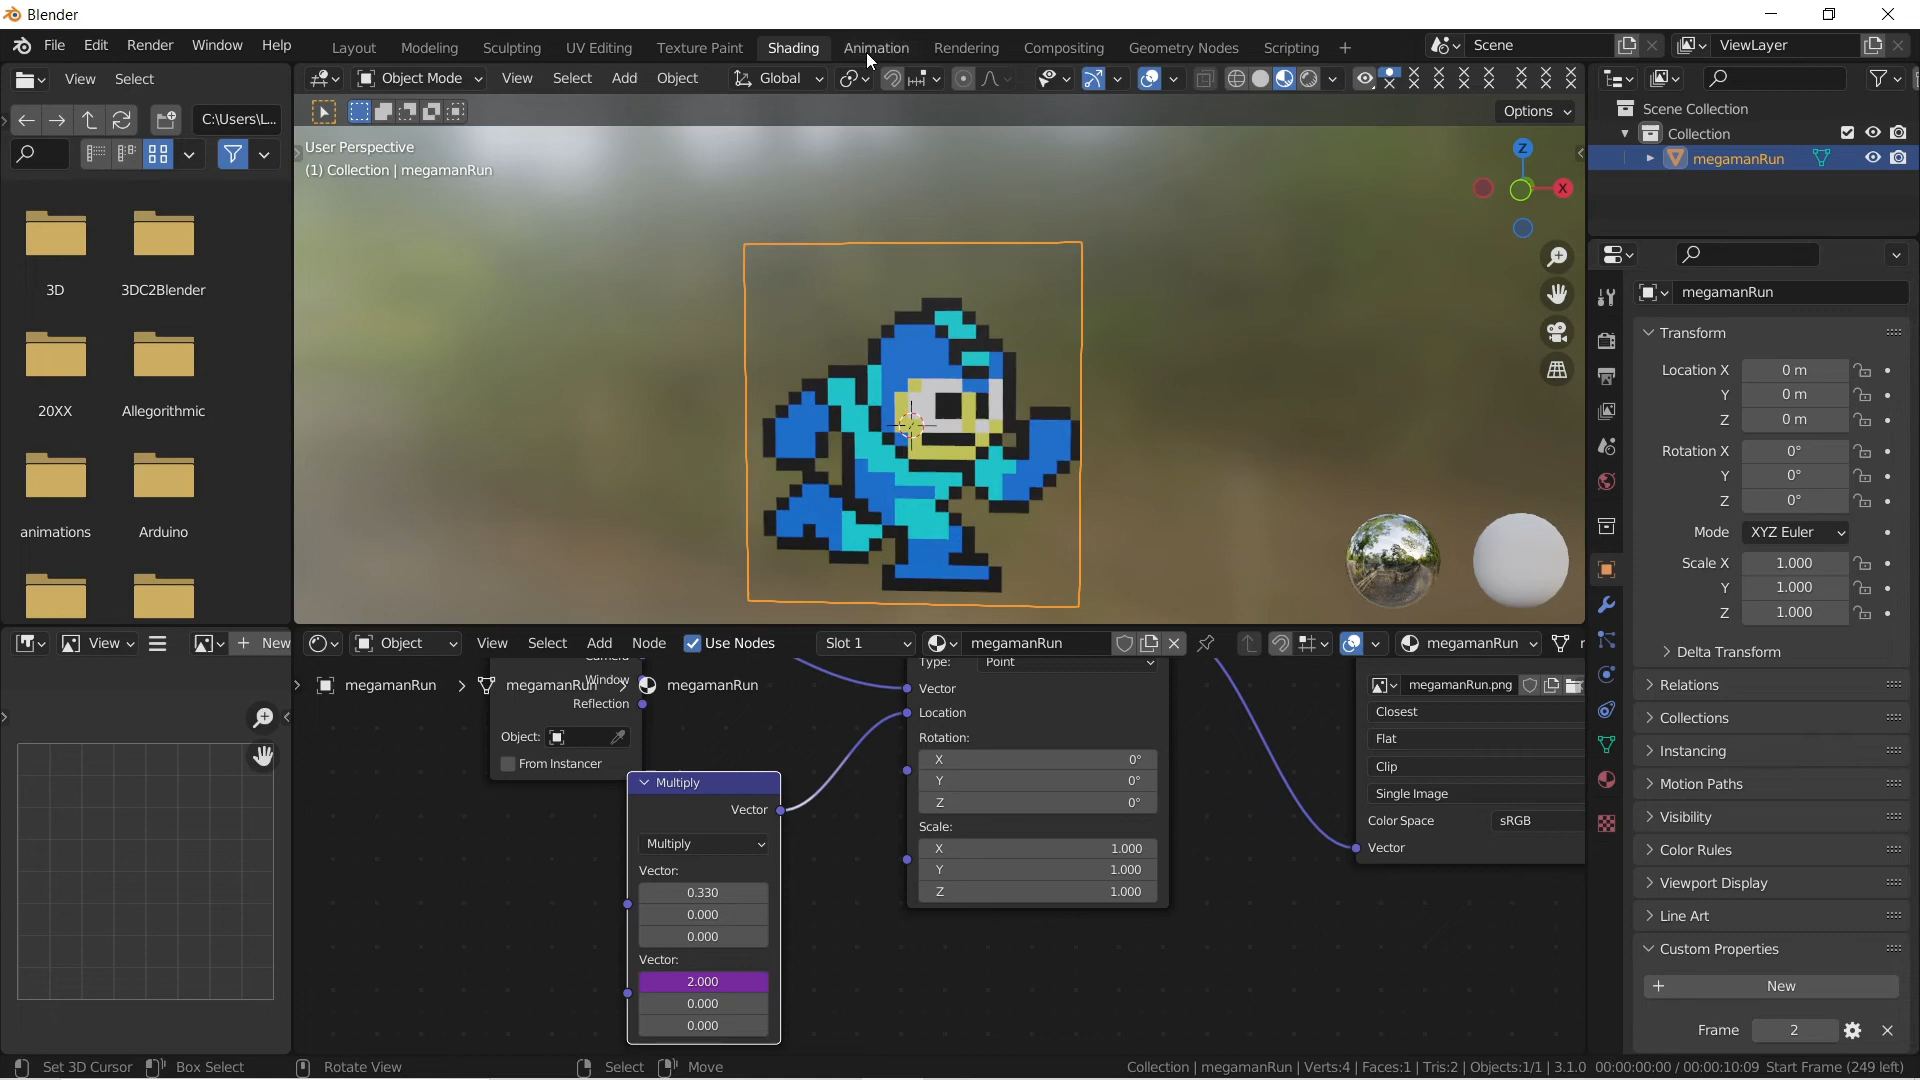 Blender
File Edit Render Window Help
Layout Modeling Sculpting UV Editing Texture Paint Shading Animation Rendering Compositing Geometry Nodes Scripting +
Scene
ViewLayer
View Select
Object Mode View Select Add Object Global
C:\Users\L...
Options
User Perspective
(1) Collection | megamanRun
Z
X
3D
3DC2Blender
20XX
Allegorithmic
animations
Arduino
Scene Collection
Collection
megamanRun
megamanRun
Transform
Location X 0 m
Y 0 m
Z 0 m
Rotation X 0°
Y 0°
Z 0°
Mode XYZ Euler
Scale X 1.000
Y 1.000
Z 1.000
Delta Transform
Relations
Collections
Instancing
Motion Paths
Visibility
Color Rules
Viewport Display
Line Art
Custom Properties
+ New
Frame 2
View + New
Object View Select Add Node Use Nodes Slot 1 megamanRun megamanRun
megamanRun > megamanRun > megamanRun
Camera
Window
Reflection
Object:
From Instancer
Multiply
Vector
Multiply
Vector:
0.330
0.000
0.000
Vector:
2.000
0.000
0.000
Type: Point
Vector
Location
Rotation:
X 0°
Y 0°
Z 0°
Scale:
X 1.000
Y 1.000
Z 1.000
megamanRun.png
Closest
Flat
Clip
Single Image
Color Space sRGB
Vector
Set 3D Cursor Box Select Rotate View Select Move
Collection | megamanRun | Verts:4 | Faces:1 | Tris:2 | Objects:1/1 | 3.1.0 00:00:00:00 / 00:00:10:09 Start Frame (249 left)